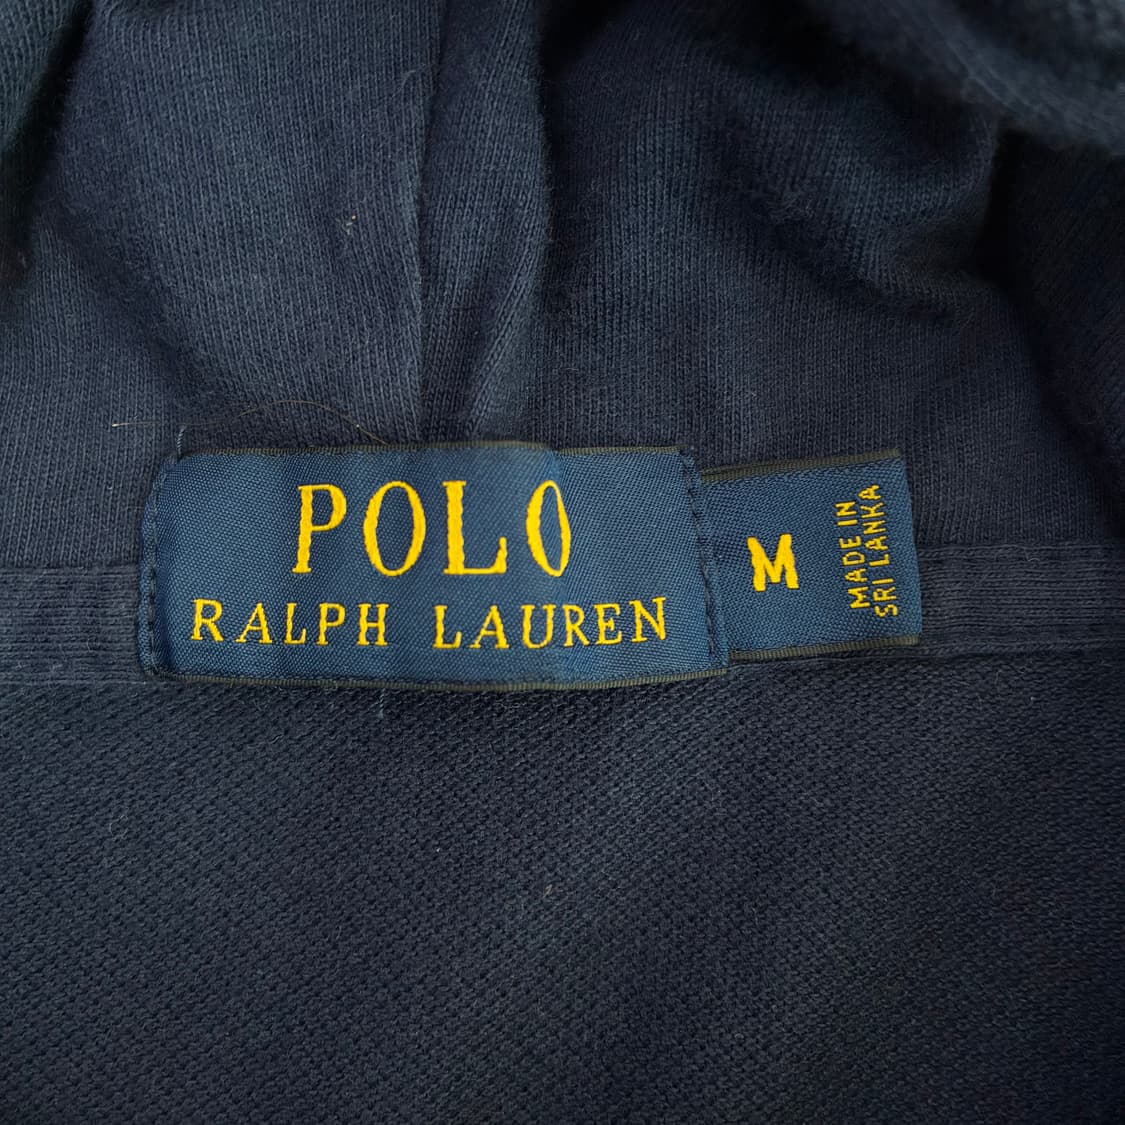 POLO
RALPH LAUREN
M
MADE IN
SRI LANKA